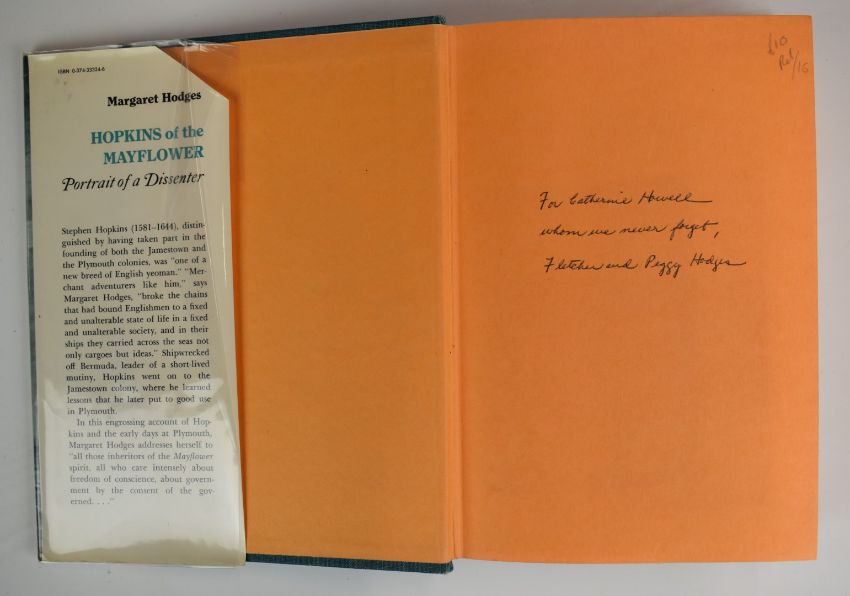 ISBN 0-374-33324-6
Margaret Hodges
HOPKINS of the
MAYFLOWER
Portrait of a Dissenter
Stephen Hopkins (1581–1644), distin-
guished by having taken part in the
founding of both the Jamestown and
the Plymouth colonies, was "one of a
new breed of English yeoman." "Mer-
chant adventurers like him," says
Margaret Hodges, "broke the chains
that had bound Englishmen to a fixed
and unalterable state of life in a fixed
and unalterable society, and in their
ships they carried across the seas not
only cargoes but ideas." Shipwrecked
off Bermuda, leader of a short-lived
mutiny, Hopkins went on to the
Jamestown colony, where he learned
lessons that he later put to good use
in Plymouth.
In this engrossing account of Hop-
kins and the early days at Plymouth,
Margaret Hodges addresses herself to
"all those inheritors of the Mayflower
spirit, all who care intensely about
freedom of conscience, about govern-
ment by the consent of the gov-
erned. . . ."
For Catherine Howell
whom we never forget,
Fletcher and Peggy Hodges